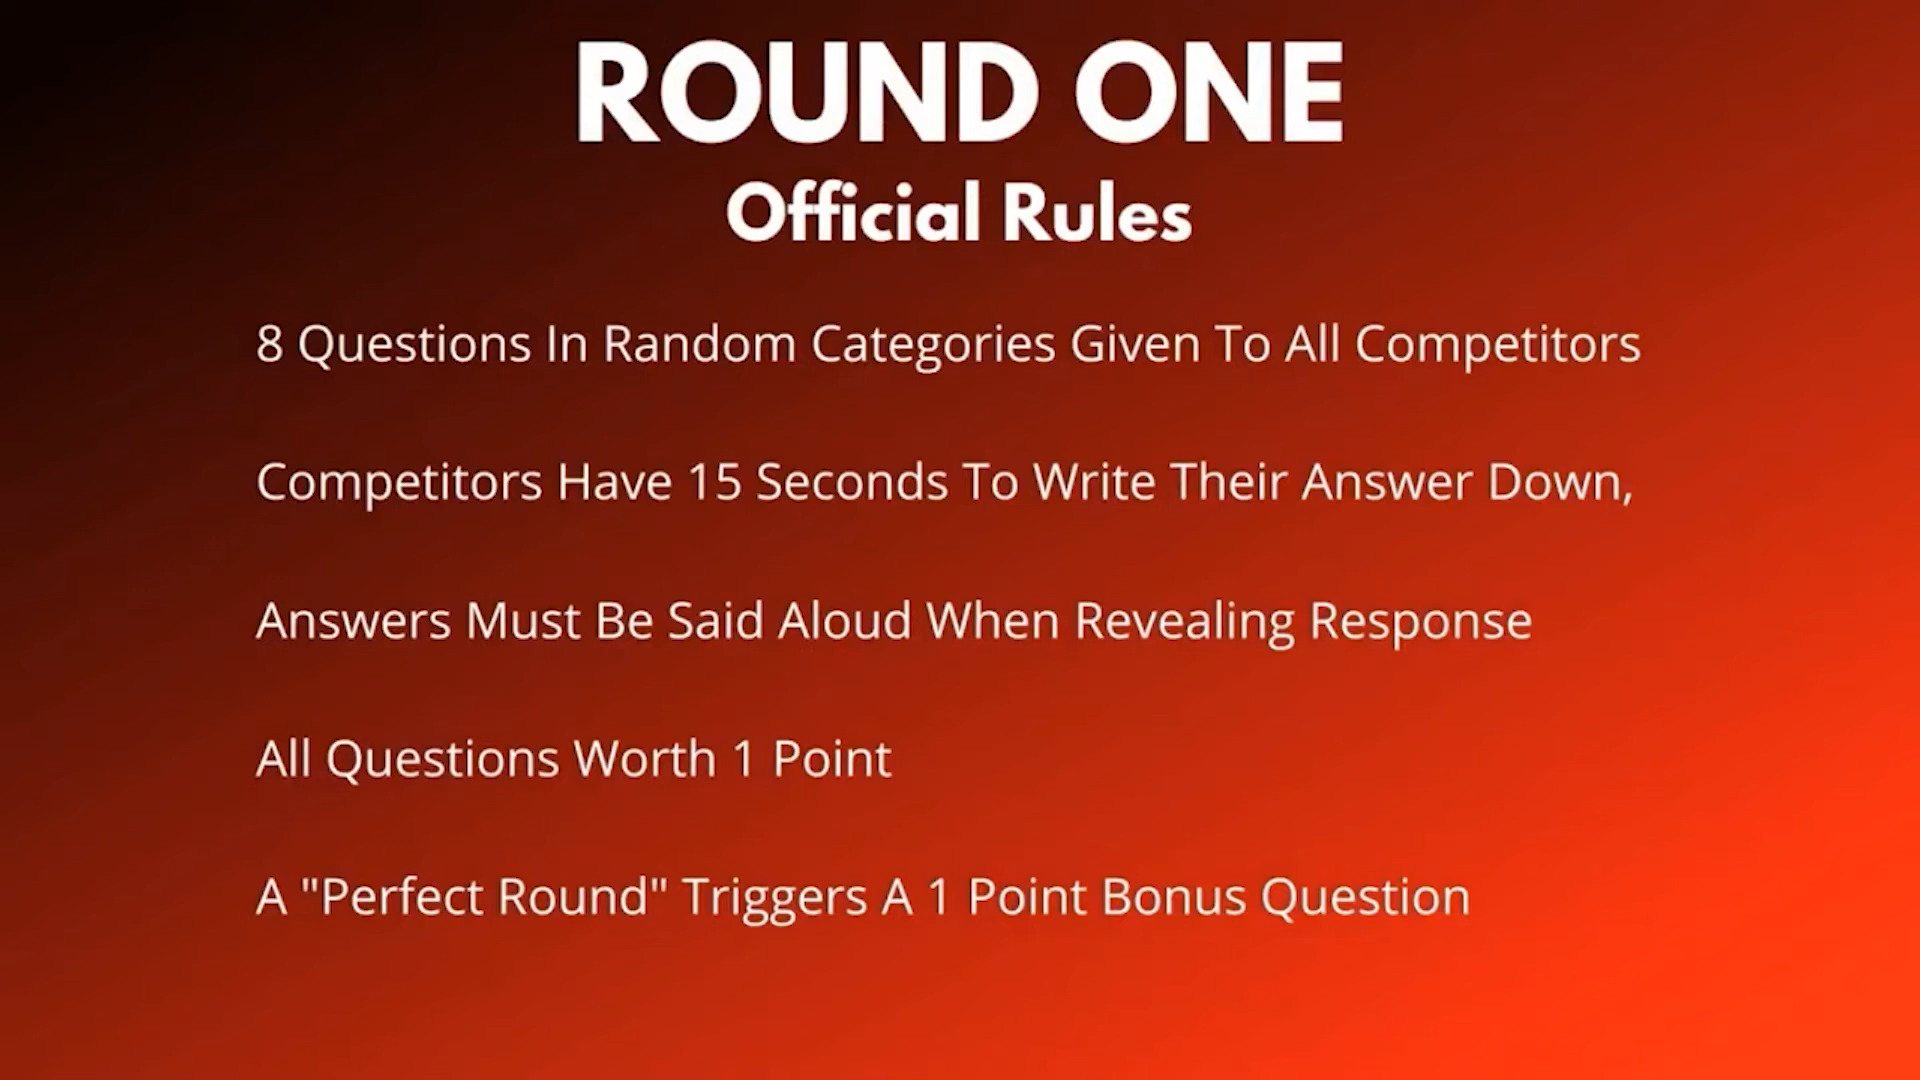 ROUND ONE
Official Rules
8 Questions In Random Categories Given To All Competitors
Competitors Have 15 Seconds To Write Their Answer Down,
Answers Must Be Said Aloud When Revealing Response
All Questions Worth 1 Point
A "Perfect Round" Triggers A 1 Point Bonus Question